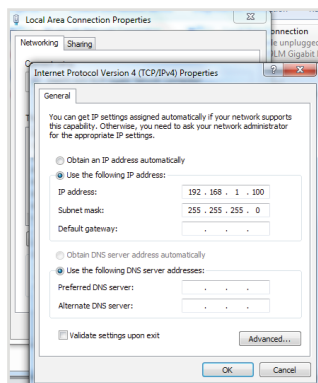 Local Area Connection Properties
Networking Sharing
onnection
le unplugged
LM Gigabit
Internet Protocol Version 4 (TCP/IPv4) Properties
General
You can get IP settings assigned automatically if your network supports
this capability. Otherwise, you need to ask your network administrator
for the appropriate IP settings.
Obtain an IP address automatically
Use the following IP address:
IP address: 192 . 168 . 1 . 100
Subnet mask: 255 . 255 . 255 . 0
Default gateway: . . .
Obtain DNS server address automatically
Use the following DNS server addresses:
Preferred DNS server: . . .
Alternate DNS server: . . .
Validate settings upon exit
Advanced...
OK Cancel